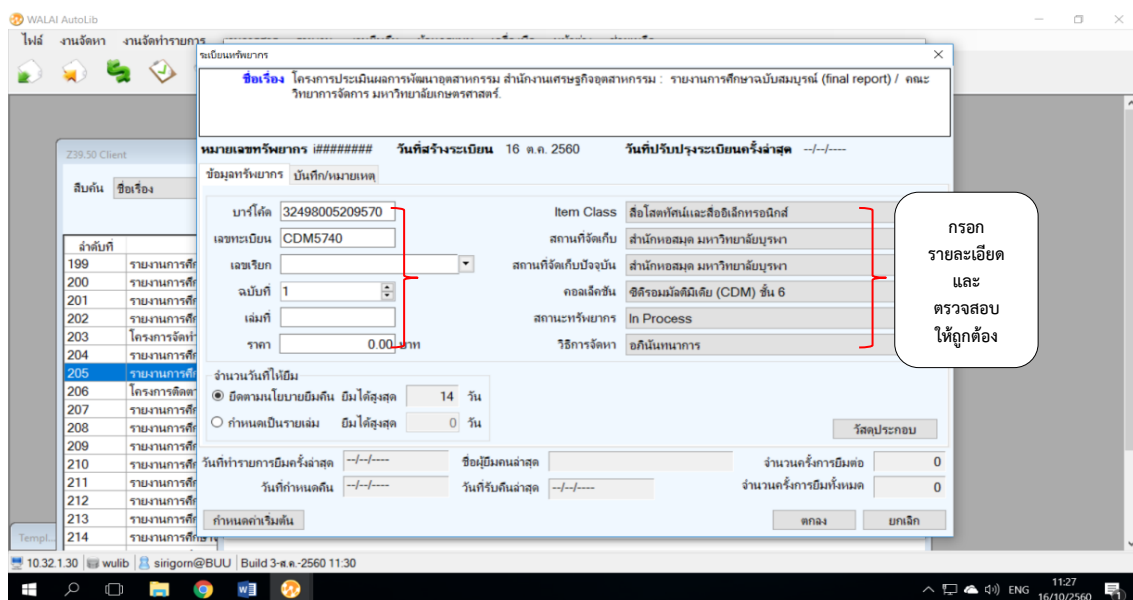 WALAI AutoLib
ไฟล์ งานจัดหา งานจัดทำรายการ
ระเบียนทรัพยากร
ชื่อเรื่อง โครงการประเมินผลการพัฒนาอุตสาหกรรม สำนักงานเศรษฐกิจอุตสาหกรรม : รายงานการศึกษาฉบับสมบูรณ์ (final report) / คณะ
วิทยาการจัดการ มหาวิทยาลัยเกษตรศาสตร์.
หมายเลขทรัพยากร i######## วันที่สร้างระเบียน 16 ต.ค. 2560 วันที่ปรับปรุงระเบียนครั้งล่าสุด --/--/----
ข้อมูลทรัพยากร บันทึก/หมายเหตุ
Z39.50 Client
สืบค้น ชื่อเรื่อง
ลำดับที่
199 รายงานการศึก
200 รายงานการศึก
201 รายงานการศึก
202 รายงานการศึก
203 โครงการจัดทำ
204 รายงานการศึก
205 รายงานการศึก
206 โครงการติดตา
207 รายงานการศึก
208 รายงานการศึก
209 รายงานการศึก
210 รายงานการศึก
211 รายงานการศึก
212 รายงานการศึก
213 รายงานการศึก
214 รายงานการศึกษาเ
Templ...
บาร์โค้ด 32498005209570 Item Class สื่อโสตทัศน์และสื่ออิเล็กทรอนิกส์
เลขทะเบียน CDM5740 สถานที่จัดเก็บ สำนักหอสมุด มหาวิทยาลัยบูรพา
เลขเรียก สถานที่จัดเก็บปัจจุบัน สำนักหอสมุด มหาวิทยาลัยบูรพา
ฉบับที่ 1 คอลเล็คชัน ซีดีรอมมัลติมิเดีย (CDM) ชั้น 6
เล่มที่ สถานะทรัพยากร In Process
ราคา 0.00 บาท วิธีการจัดหา อภินันทนาการ
กรอก
รายละเอียด
และ
ตรวจสอบ
ให้ถูกต้อง
จำนวนวันที่ให้ยืม
ยึดตามนโยบายยืมคืน ยืมได้สูงสุด 14 วัน
กำหนดเป็นรายเล่ม ยืมได้สูงสุด 0 วัน
วัสดุประกอบ
วันที่ทำรายการยืมครั้งล่าสุด --/--/---- ชื่อผู้ยืมคนล่าสุด จำนวนครั้งการยืมต่อ 0
วันที่กำหนดคืน --/--/---- วันที่รับคืนล่าสุด --/--/---- จำนวนครั้งการยืมทั้งหมด 0
กำหนดค่าเริ่มต้น ตกลง ยกเลิก
10.32.1.30 wulib sirigorn@BUU Build 3-ส.ค.-2560 11:30
ENG 11:27
16/10/2560